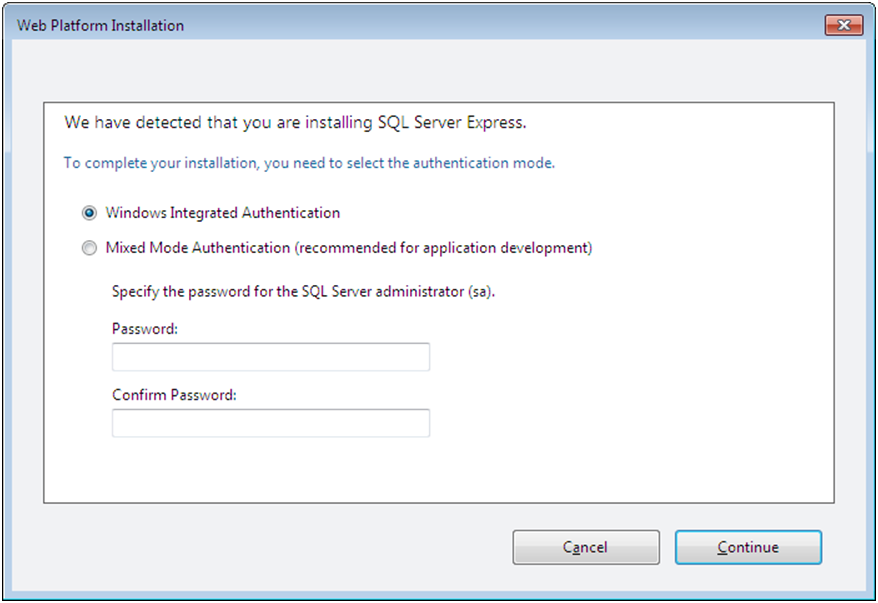 Web Platform Installation
We have detected that you are installing SQL Server Express.
To complete your installation, you need to select the authentication mode.
Windows Integrated Authentication
Mixed Mode Authentication (recommended for application development)
Specify the password for the SQL Server administrator (sa).
Password:
Confirm Password:
Cancel
Continue